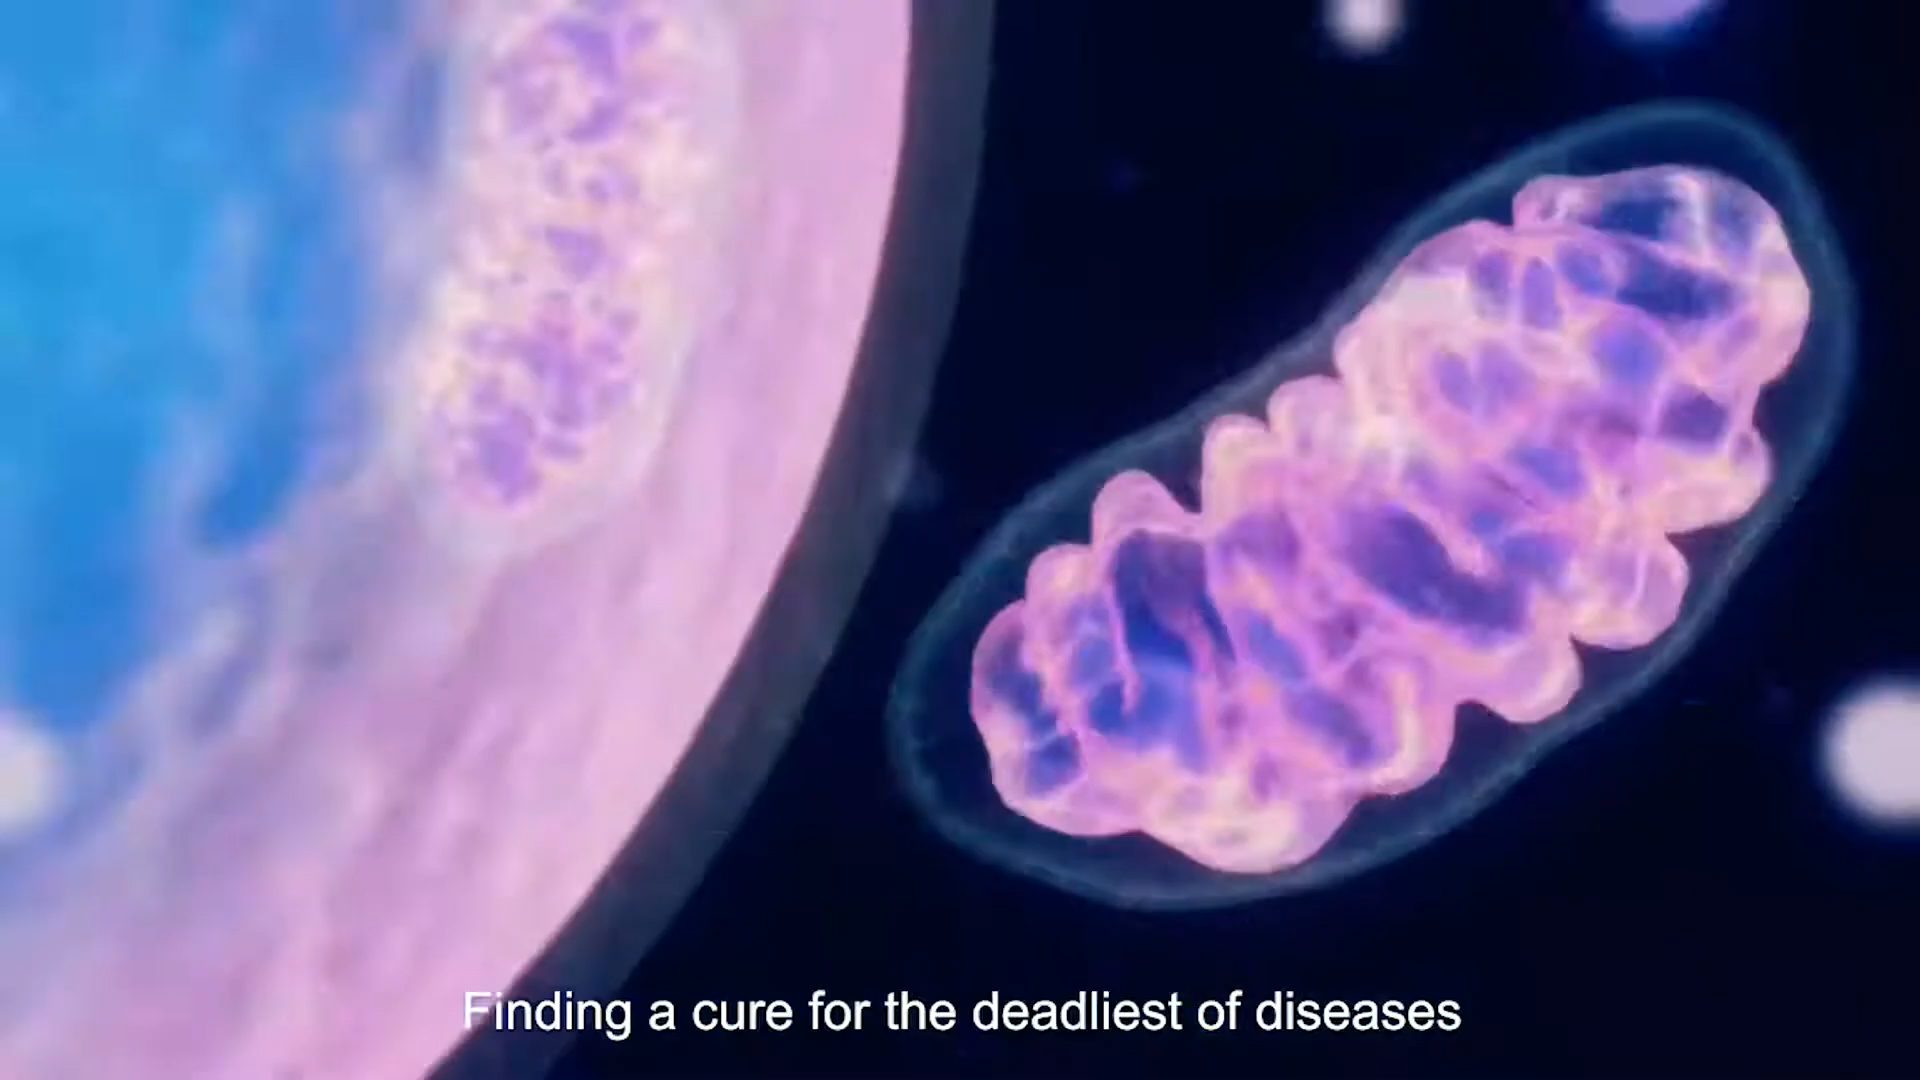 Finding a cure for the deadliest of diseases